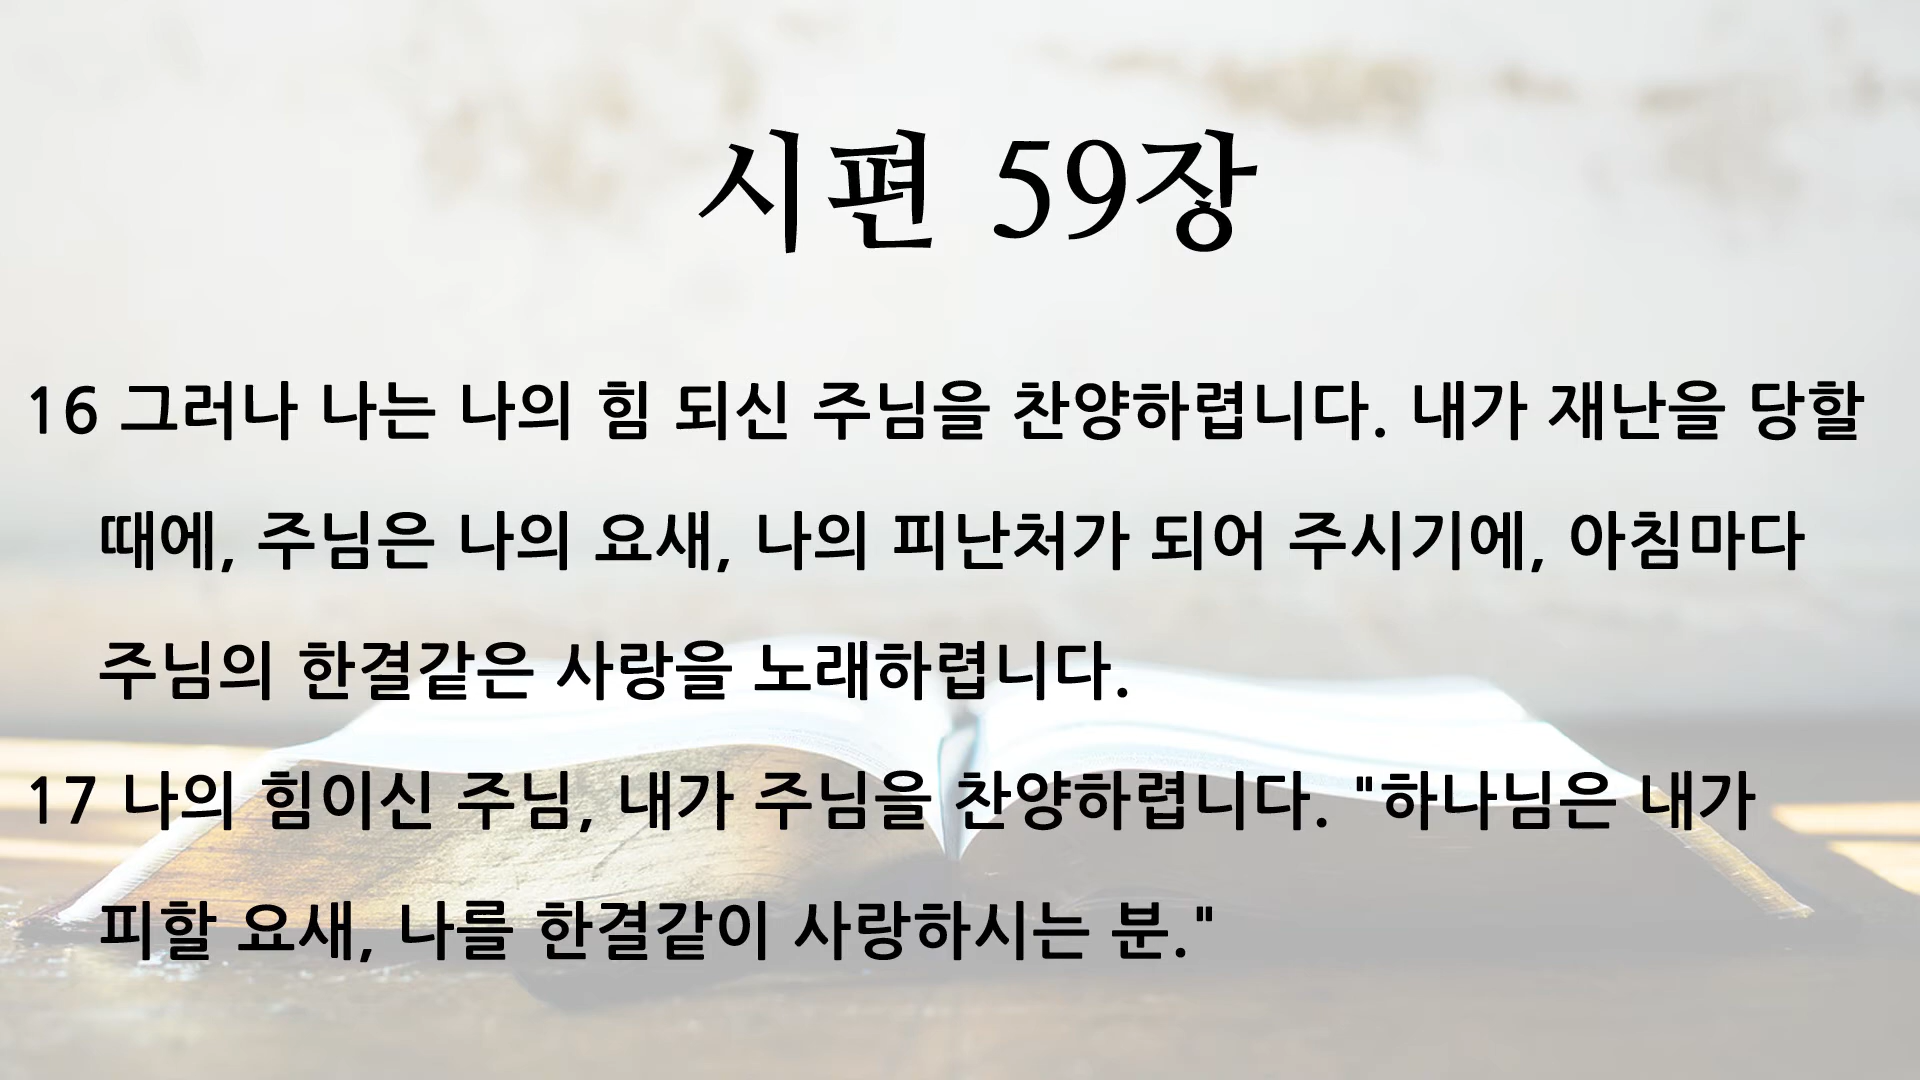 시편 59장
16 그러나 나는 나의 힘 되신 주님을 찬양하렵니다. 내가 재난을 당할
때에, 주님은 나의 요새, 나의 피난처가 되어 주시기에, 아침마다
주님의 한결같은 사랑을 노래하렵니다.
17 나의 힘이신 주님, 내가 주님을 찬양하렵니다. "하나님은 내가
피할 요새, 나를 한결같이 사랑하시는 분."